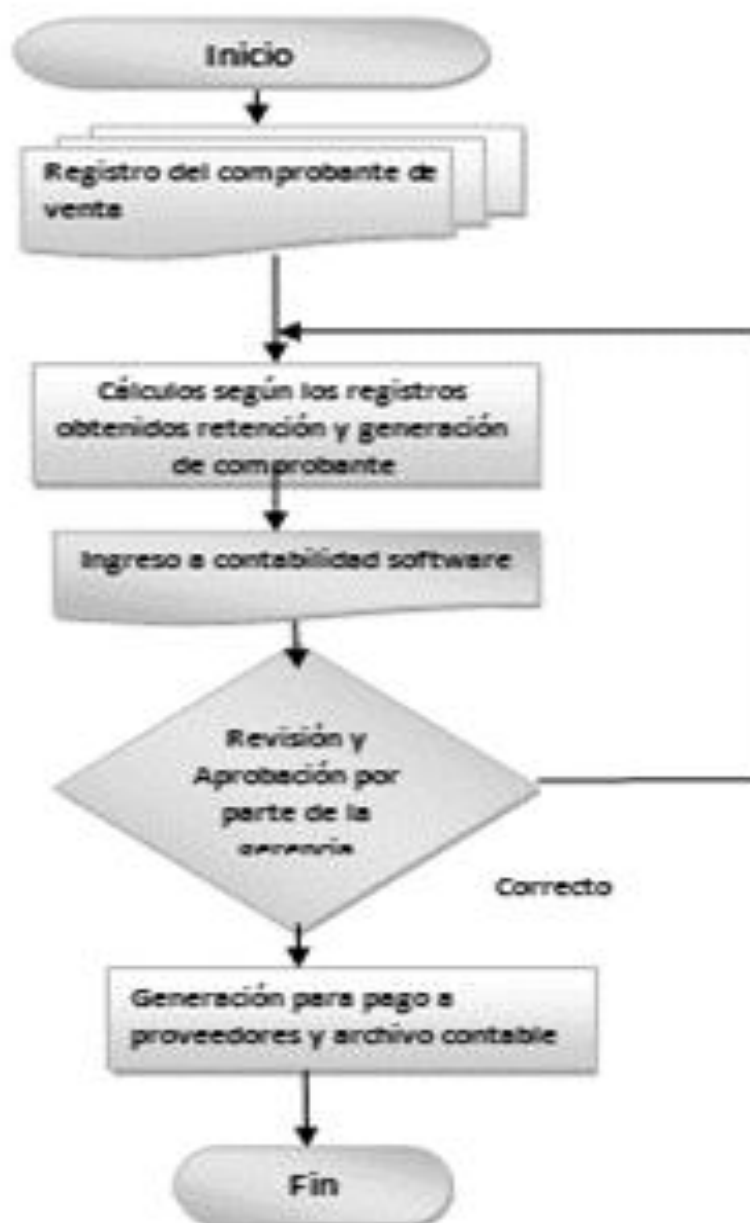 Inicio
Registro del comprobante de
venta
Cálculos según los registros
obtenidos retención y generación
de comprobante
Ingreso a contabilidad software
Revisión y
Aprobación por
parte de la
gerencia
Correcto
Generación para pago a
proveedores y archivo contable
Fin